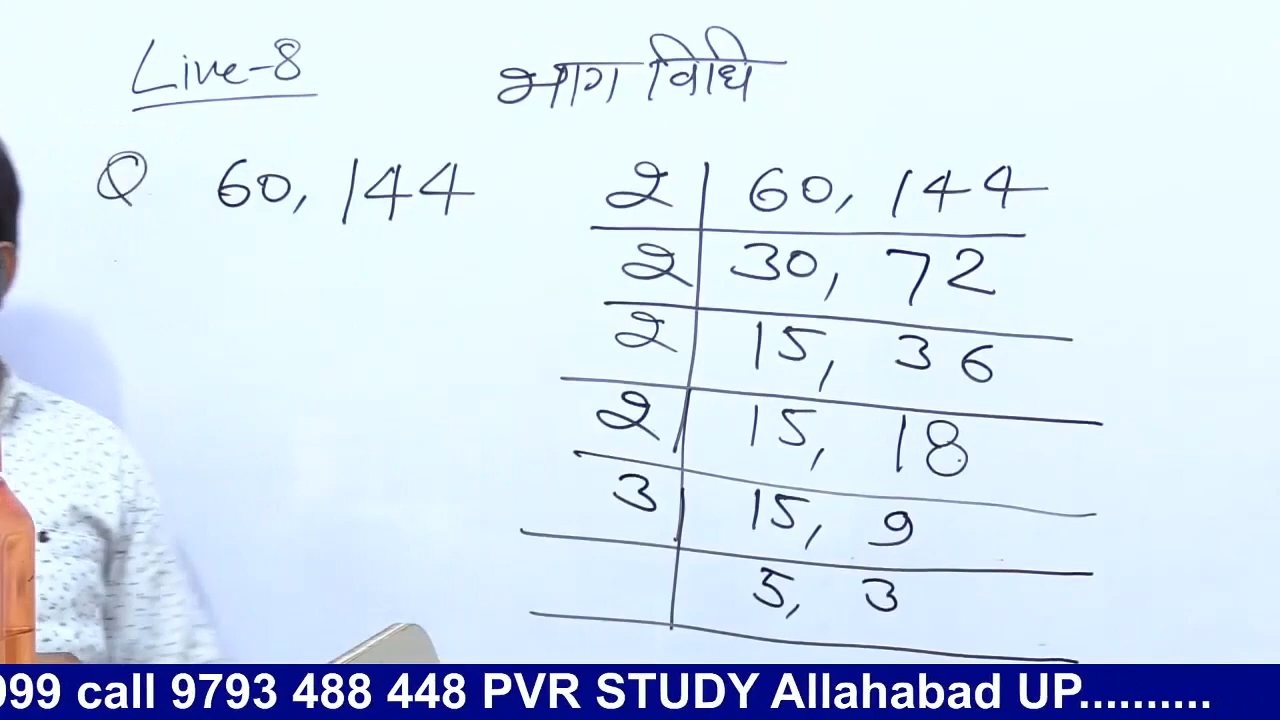 Live-8
भाग विधि
Q 60, 144
2 | 60, 144
2 | 30, 72
2 | 15, 36
2 | 15, 18
3 | 15, 9
5, 3
099 call 9793 488 448 PVR STUDY Allahabad UP..........